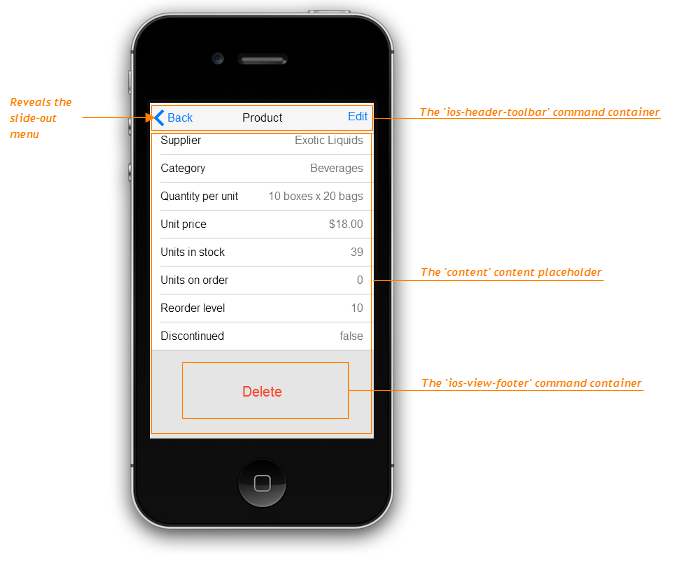 Reveals the
slide-out
menu
Back Product Edit
The 'ios-header-toolbar' command container
Supplier Exotic Liquids
Category Beverages
Quantity per unit 10 boxes x 20 bags
Unit price $18.00
Units in stock 39
The 'content' content placeholder
Units on order 0
Reorder level 10
Discontinued false
The 'ios-view-footer' command container
Delete